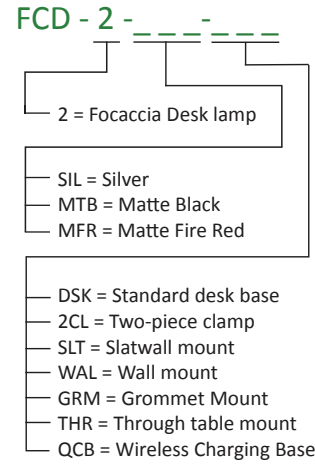 FCD - 2 -_ _ _-_ _ _
2 = Focaccia Desk lamp
SIL = Silver
MTB = Matte Black
MFR = Matte Fire Red
DSK = Standard desk base
2CL = Two-piece clamp
SLT = Slatwall mount
WAL = Wall mount
GRM = Grommet Mount
THR = Through table mount
QCB = Wireless Charging Base